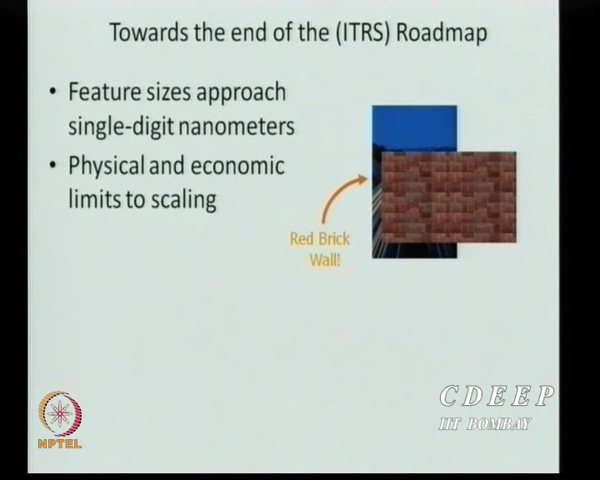 Towards the end of the (ITRS) Roadmap
• Feature sizes approach
single-digit nanometers
• Physical and economic
limits to scaling
Red Brick
Wall!
NPTEL
CDEEP
IIT BOMBAY